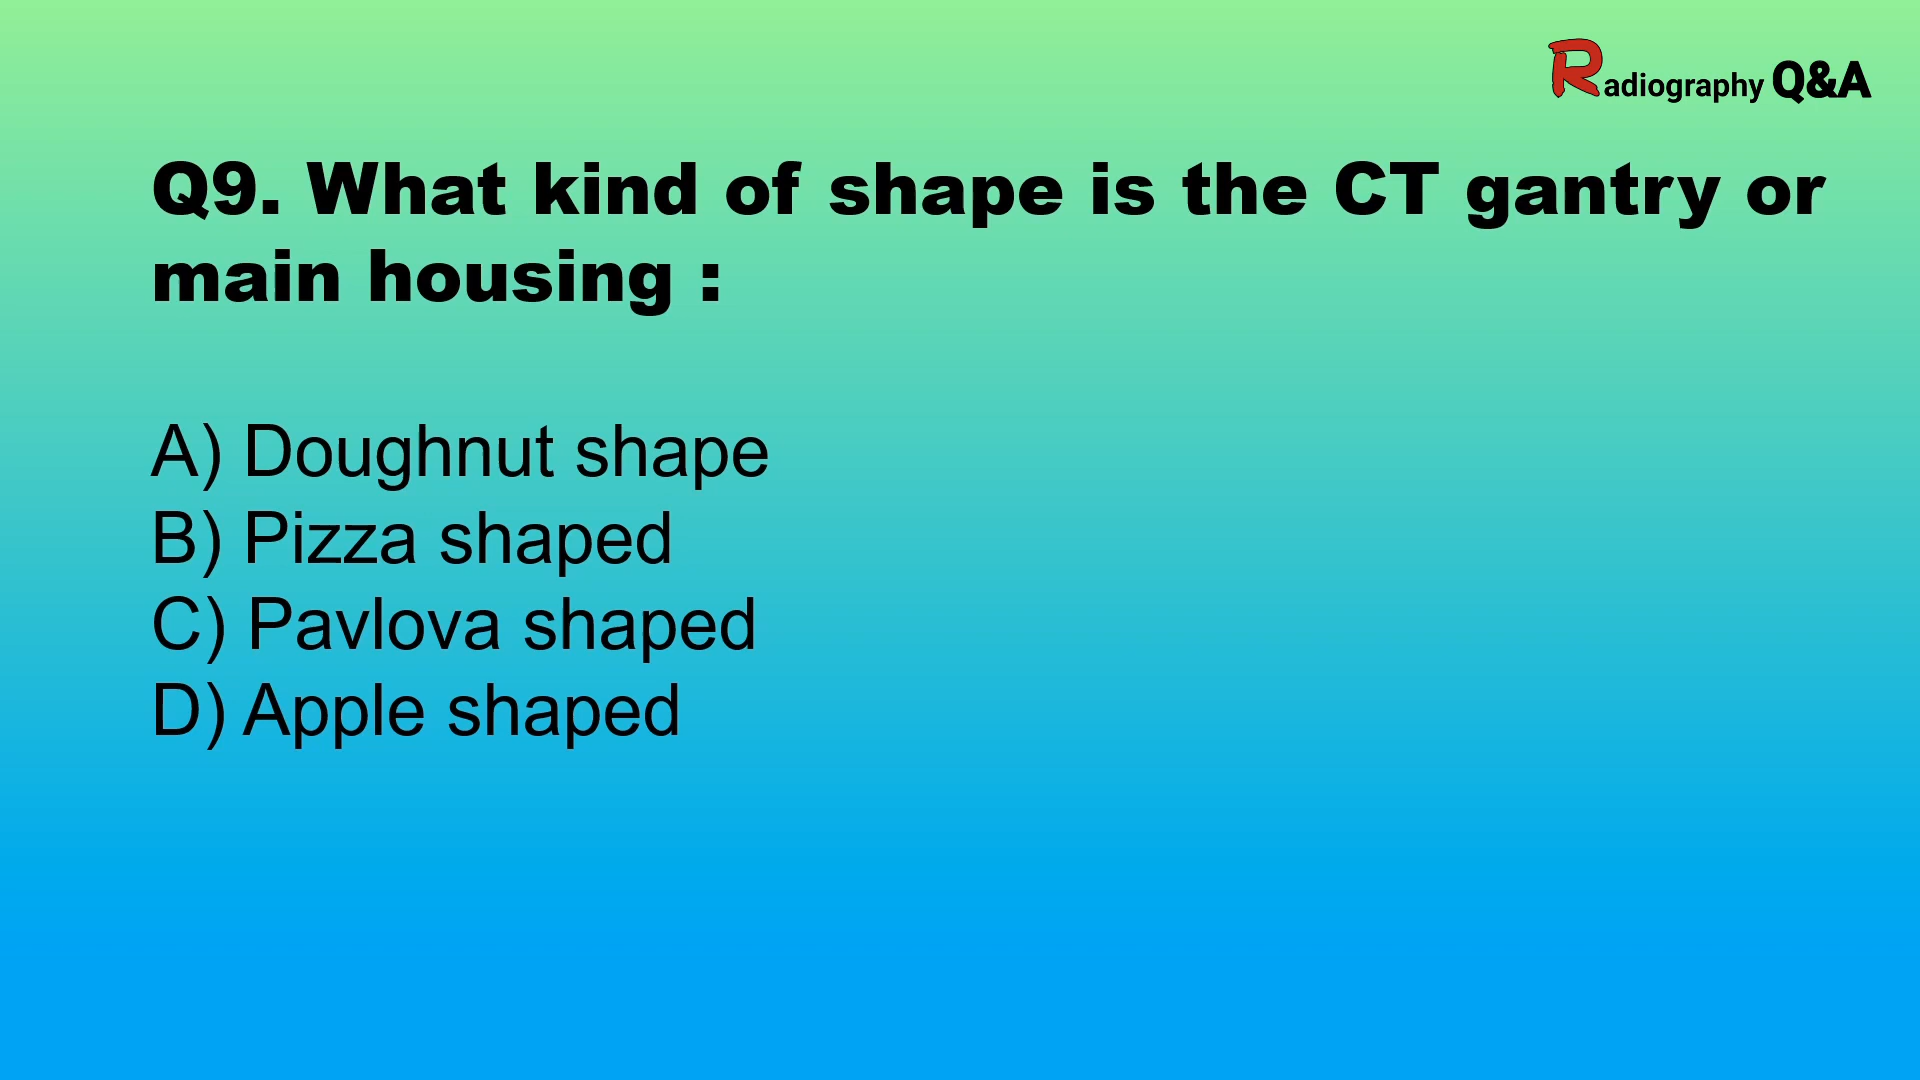 Radiography Q&A
Q9. What kind of shape is the CT gantry or
main housing :
A) Doughnut shape
B) Pizza shaped
C) Pavlova shaped
D) Apple shaped